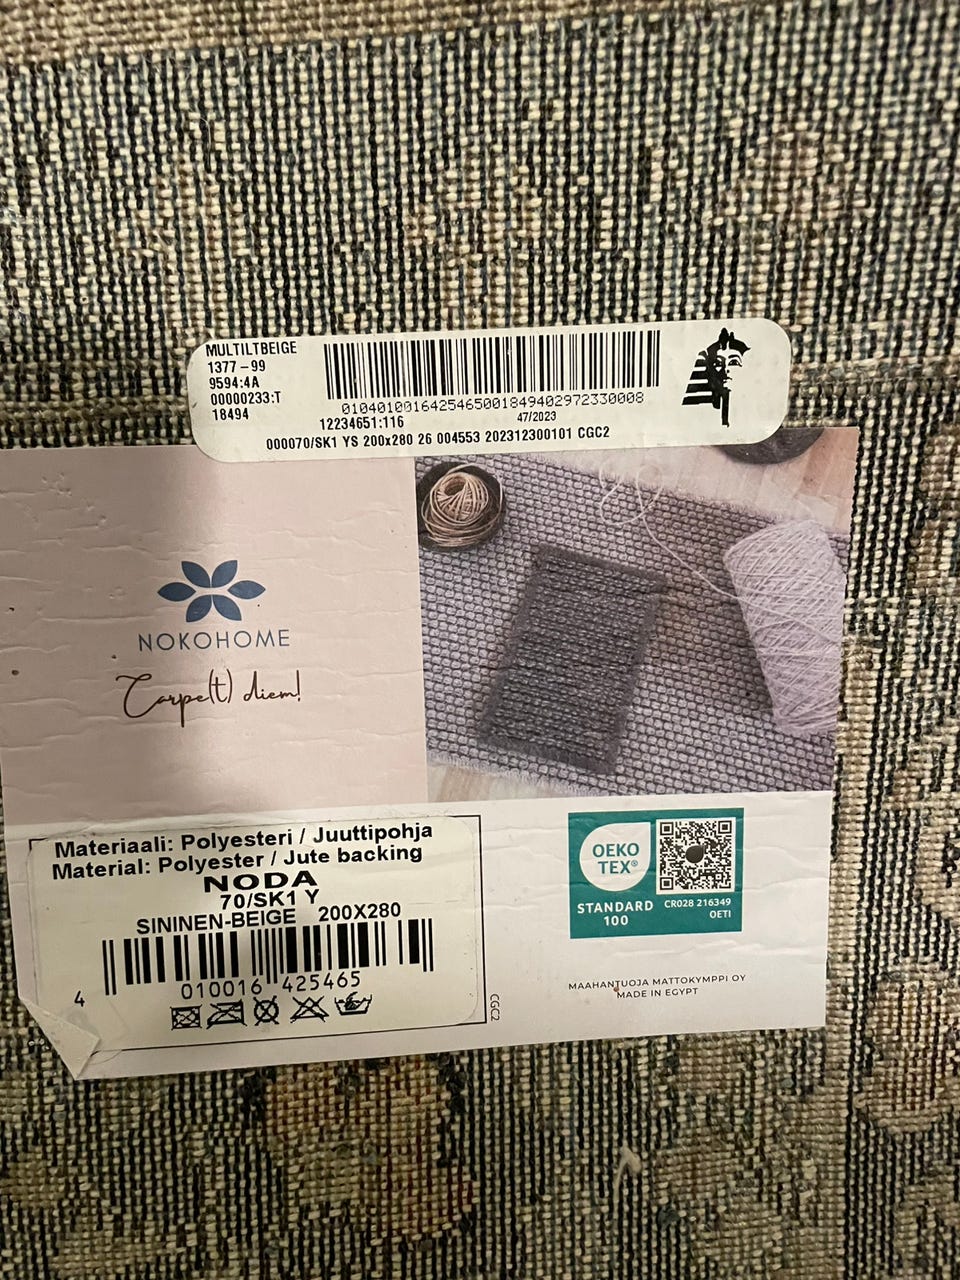 MULTILTBEIGE
1377-99
9594:4A
00000233:T
18494
01040100164254650018494029723300​08
12234651:116
47/2023
000070/SK1 YS 200x280 26 004553 202312300101 CGC2
NOKOHOME
Carpe(t) diem!
Materiaali: Polyesteri / Juuttipohja
Material: Polyester / Jute backing
NODA
70/SK1 Y
SININEN-BEIGE 200X280
4 010016 425465
CGC2
OEKO
TEX®
STANDARD
100
CR028 216349
OETI
MAAHANTUOJA MATTOKYMPPI OY
MADE IN EGYPT